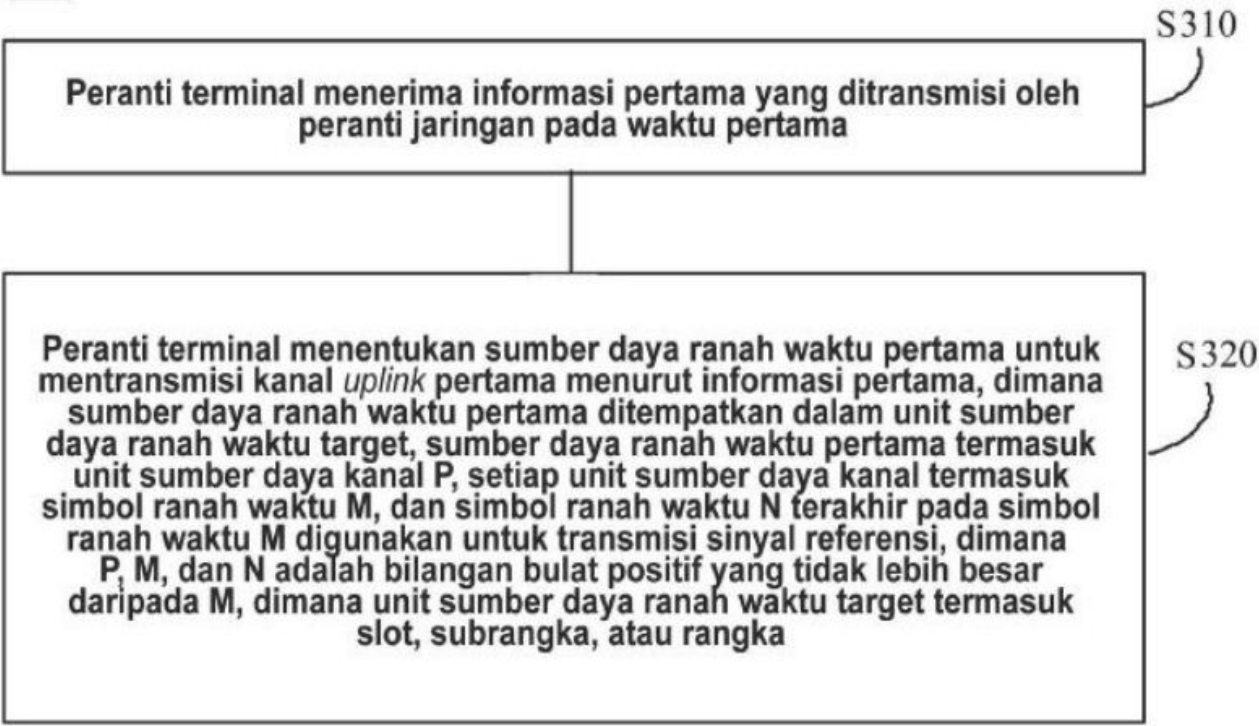 S310
Peranti terminal menerima informasi pertama yang ditransmisi oleh
peranti jaringan pada waktu pertama
Peranti terminal menentukan sumber daya ranah waktu pertama untuk
mentransmisi kanal uplink pertama menurut informasi pertama, dimana
sumber daya ranah waktu pertama ditempatkan dalam unit sumber
daya ranah waktu target, sumber daya ranah waktu pertama termasuk
unit sumber daya kanal P, setiap unit sumber daya kanal termasuk
simbol ranah waktu M, dan simbol ranah waktu N terakhir pada simbol
ranah waktu M digunakan untuk transmisi sinyal referensi, dimana
P, M, dan N adalah bilangan bulat positif yang tidak lebih besar
daripada M, dimana unit sumber daya ranah waktu target termasuk
slot, subrangka, atau rangka
S320